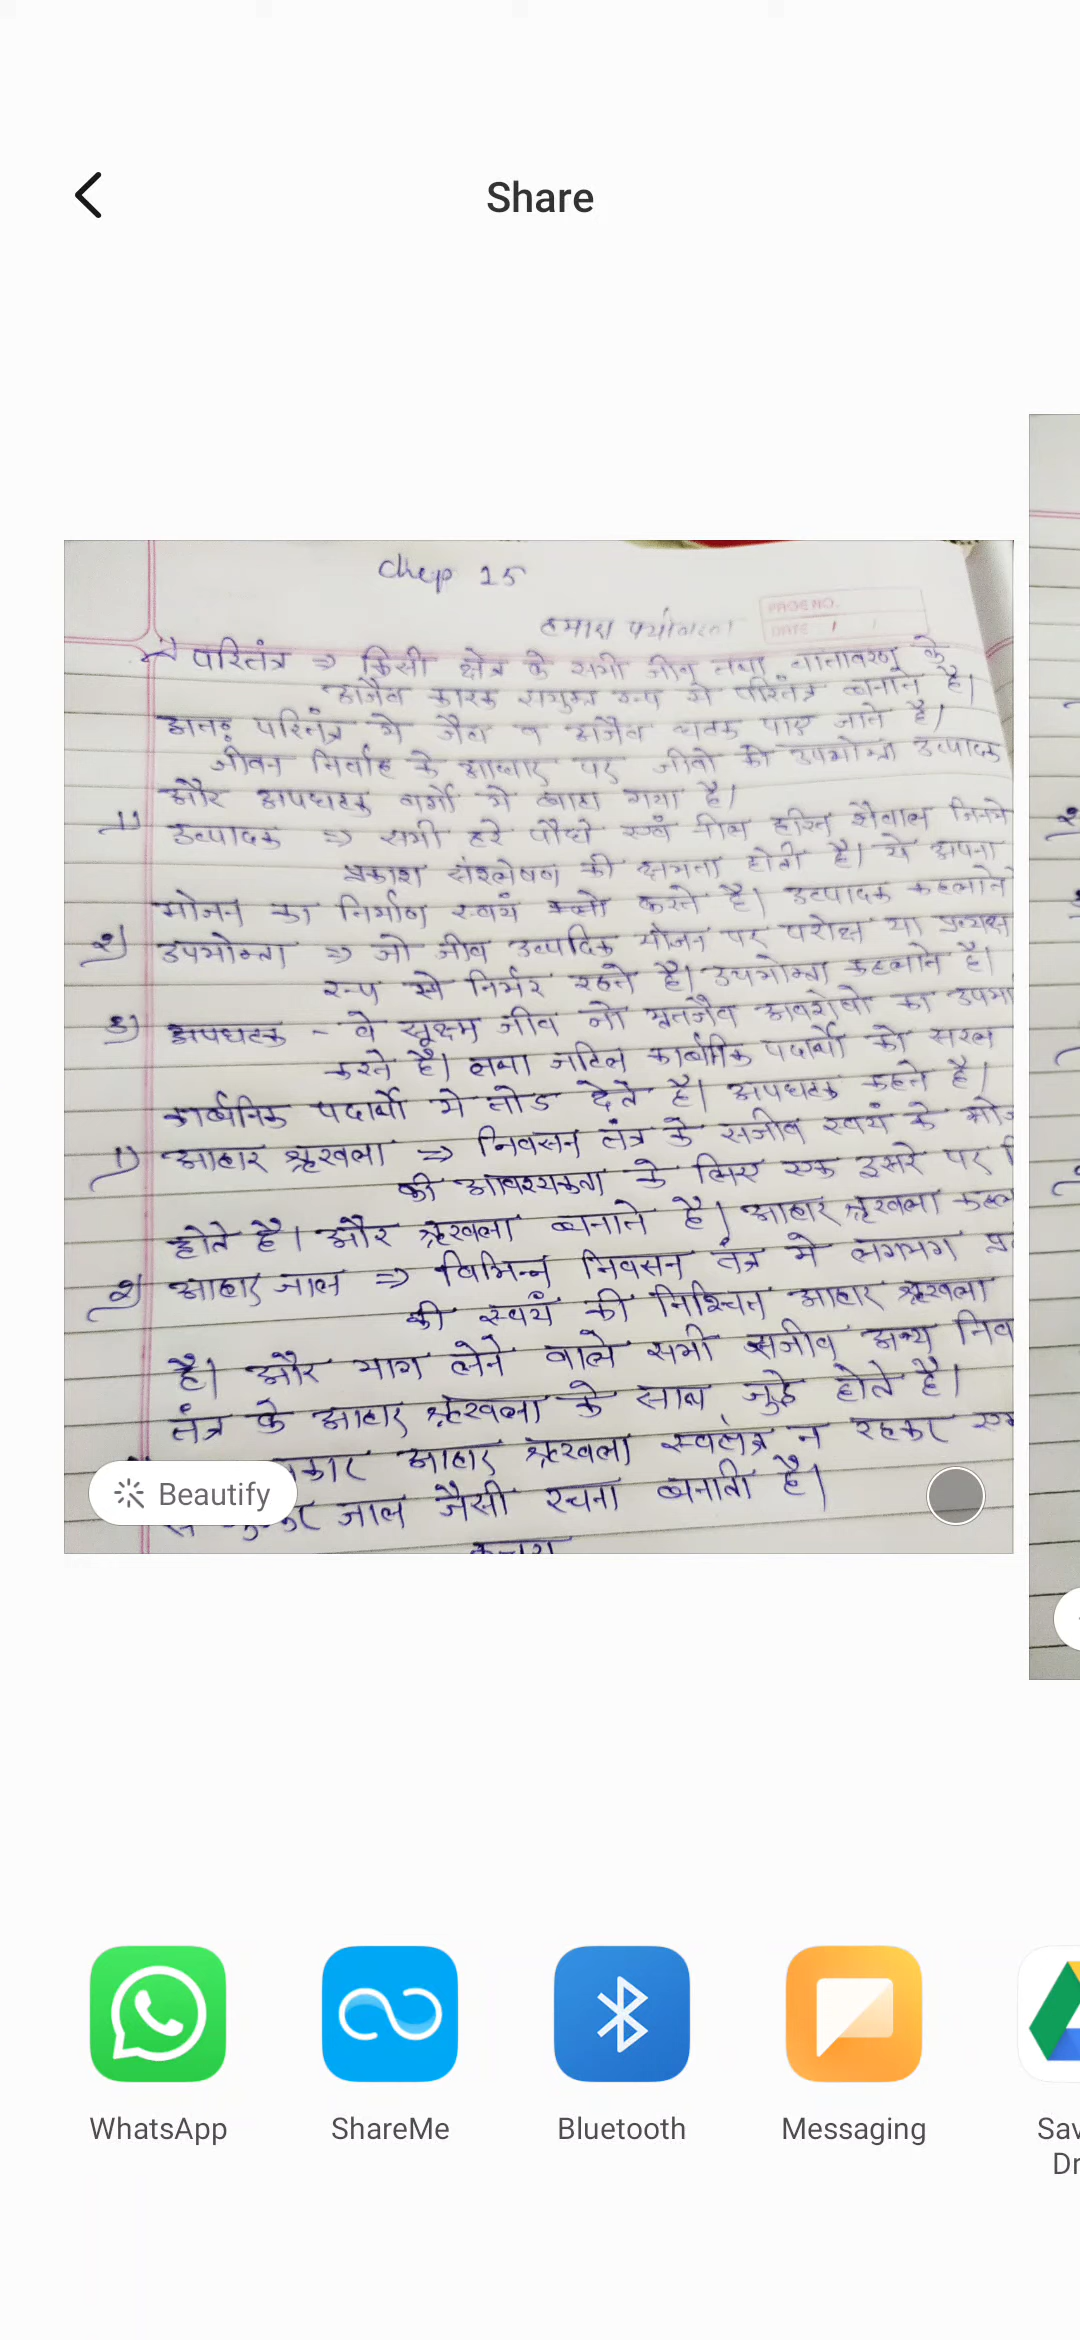 Share
Chep 15
हमारा पर्यावरण
PAGE NO.
DATE
परितंत्र ⇒ किसी क्षेत्र के सभी जीव तथा वातावरण के
अजैव कारक संयुक्त रूप से परितंत्र बनाते है।
अतः परितंत्र मे जैव व अजैव घटक पाए जाते है।
जीवन निर्वाह के आधार पर जीवो को उपभोक्ता उत्पादक
और अपघटक वर्गो मे बाटा गया है।
1) उत्पादक ⇒ सभी हरे पौधे एवं नील हरित शैवाल जिनमे
प्रकाश संश्लेषण की क्षमता होती है। ये अपना
भोजन का निर्माण स्वयं करते है। उत्पादक कहलाते
2) उपभोक्ता ⇒ जो जीव उत्पादित भोजन पर परोक्ष या प्रत्यक्ष
रूप से निर्भर रहते है। उपभोक्ता कहलाते है।
3) अपघटक - वे सूक्ष्म जीव जो मृतजैव अवशेषो का
करते है। तथा जटिल कार्बनिक पदार्थो को सरल
कार्बनिक पदार्थो मे तोड देते है। अपघटक कहते है।
1) आहार श्रृखला ⇒ निवसन तंत्र के सजीव स्वयं के
की आवश्यकता के लिए एक दुसरे पर
होते है। और श्रृखला बनाते है। आहार श्रृखला
2) आहार जाल ⇒ विभिन्न निवसन तंत्र मे लगभग
की स्वयं की निश्चित आहार श्रृखला
है। और भाग लेने वाले सभी सजीव अन्य
तंत्र के आहार श्रृखला के साथ जुडे होते है।
आहार श्रृखला स्वतंत्र न रहकर
जाल जैसी रचना बनाती है।
Beautify
WhatsApp
ShareMe
Bluetooth
Messaging